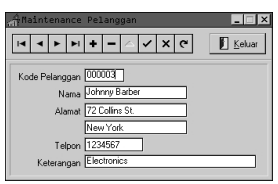 Maintenance Pelanggan
Keluar
Kode Pelanggan 000003
Nama Johnny Barber
Alamat 72 Collins St.
New York
Telpon 1234567
Keterangan Electronics